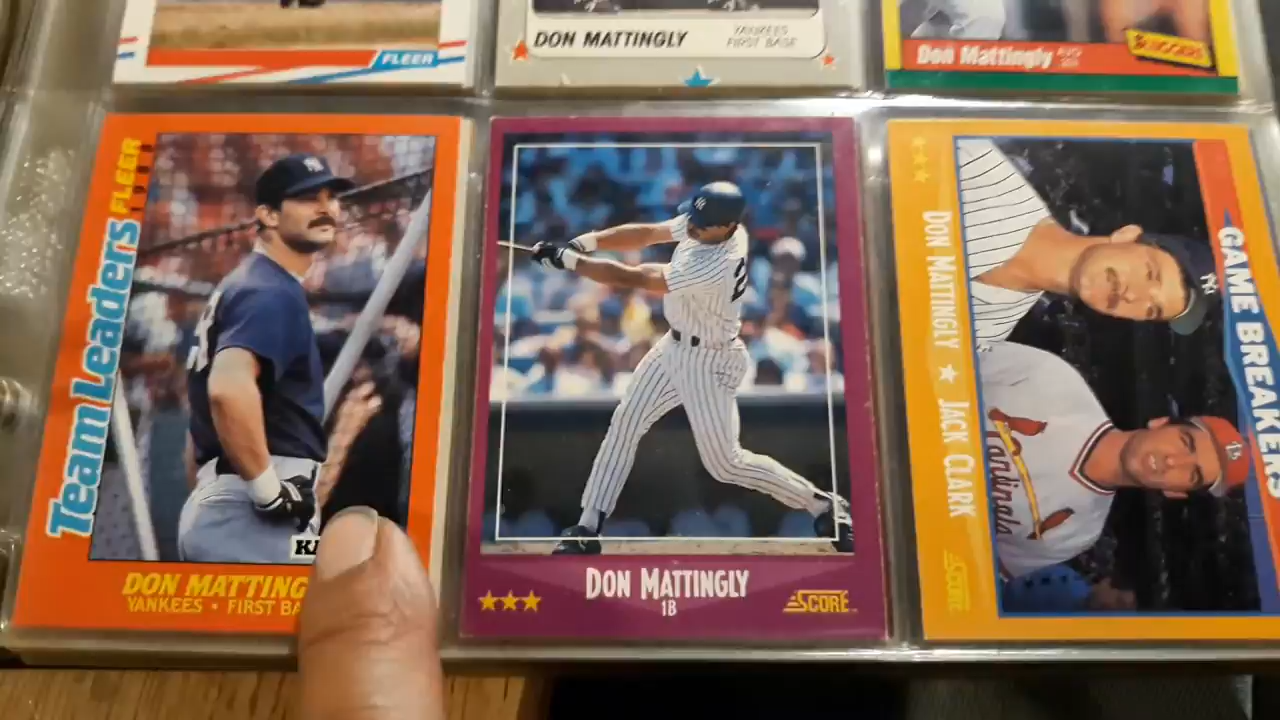 FLEER
DON MATTINGLY
YANKEES
FIRST BASE
Don Mattingly
SLUGGERS
Team Leaders FLEER
DON MATTING
YANKEES • FIRST BA
DON MATTINGLY
1B
SCORE
GAME BREAKERS
DON MATTINGLY ★ JACK CLARK
SCORE
Cardinals